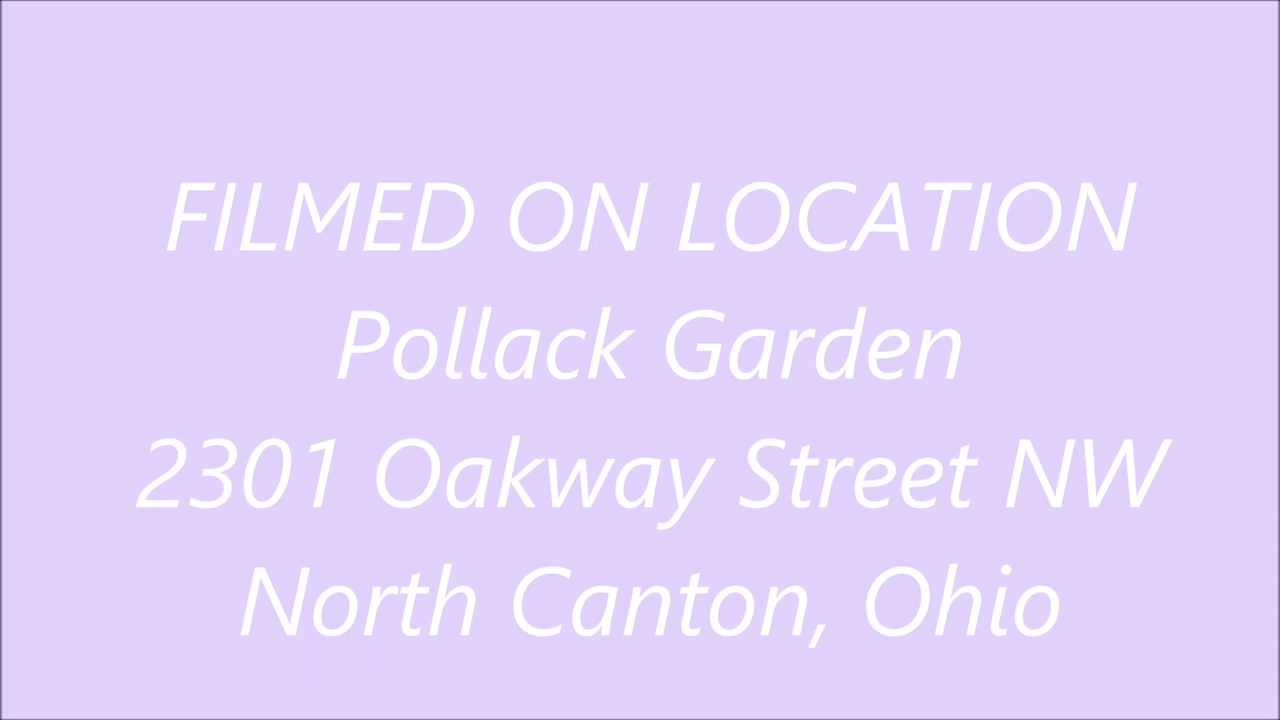 FILMED ON LOCATION
Pollack Garden
2301 Oakway Street NW
North Canton, Ohio